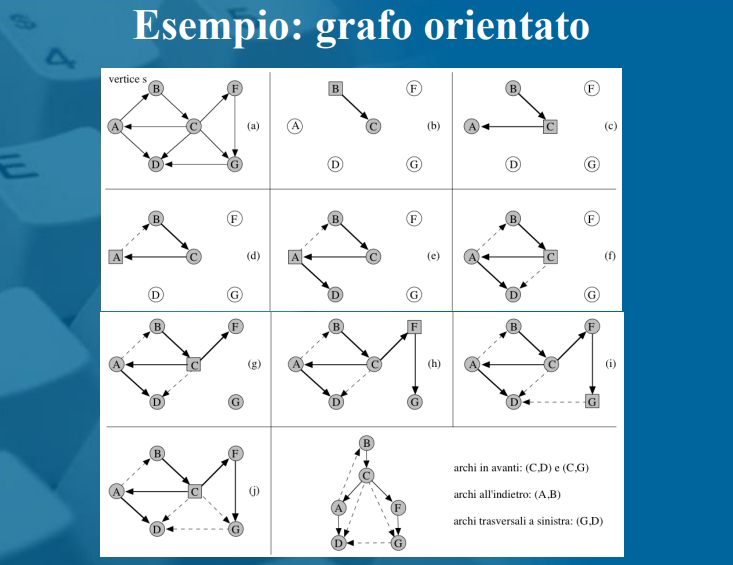 Esempio: grafo orientato
vertice s
B F
A C (a)
D G
B F
A C (b)
D G
B F
A C (c)
D G
B F
A C (d)
D G
B F
A C (e)
D G
B F
A C (f)
D G
B F
A C (g)
D G
B F
A C (h)
D G
B F
A C (i)
D G
B F
A C (j)
D G
B
C
A F
D G
archi in avanti: (C,D) e (C,G)
archi all'indietro: (A,B)
archi trasversali a sinistra: (G,D)